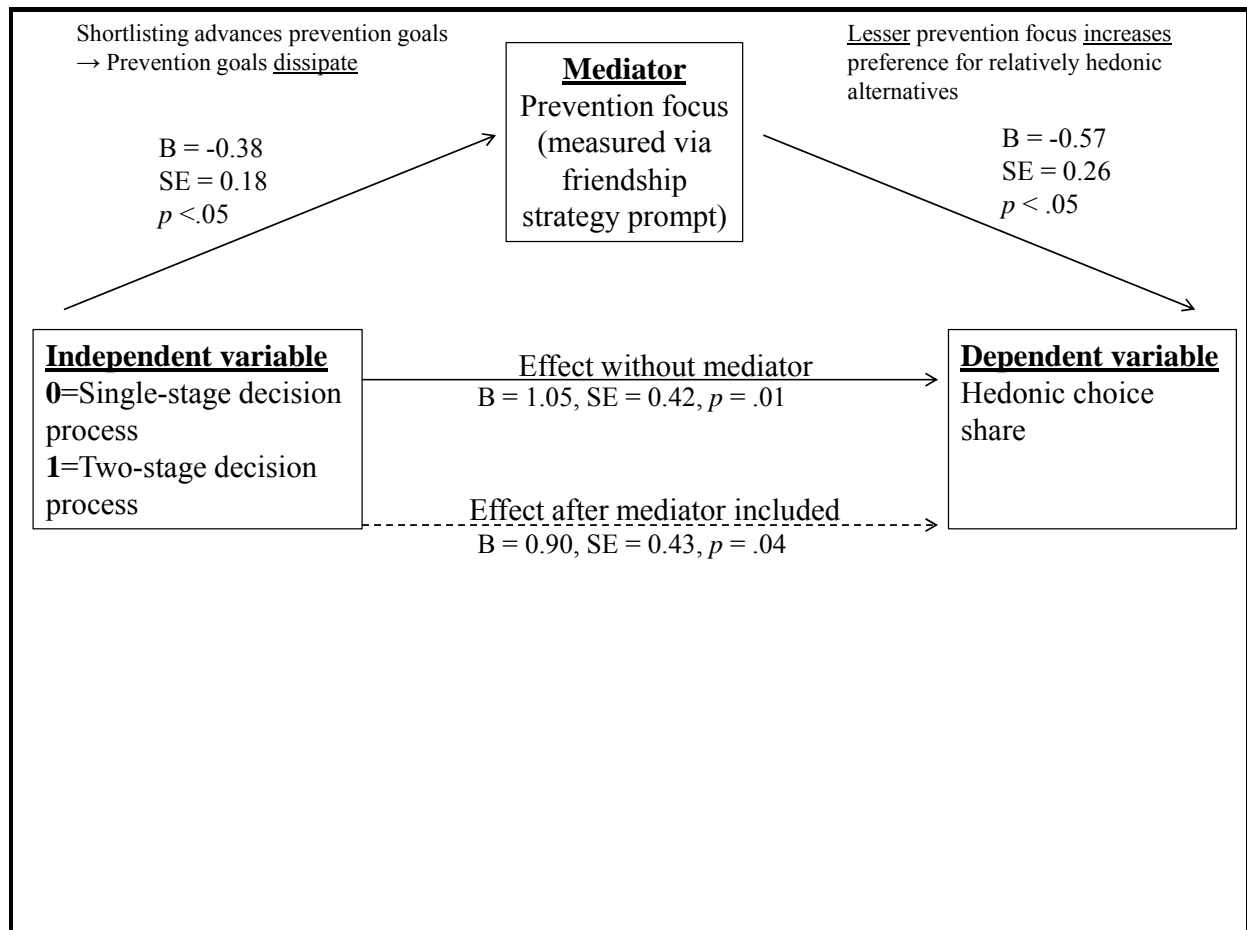 Shortlisting advances prevention goals
→ Prevention goals dissipate
B = -0.38
SE = 0.18
p <.05
Mediator
Prevention focus
(measured via
friendship
strategy prompt)
Lesser prevention focus increases
preference for relatively hedonic
alternatives
B = -0.57
SE = 0.26
p < .05
Independent variable
0=Single-stage decision
process
1=Two-stage decision
process
Effect without mediator
B = 1.05, SE = 0.42, p = .01
Effect after mediator included
B = 0.90, SE = 0.43, p = .04
Dependent variable
Hedonic choice
share